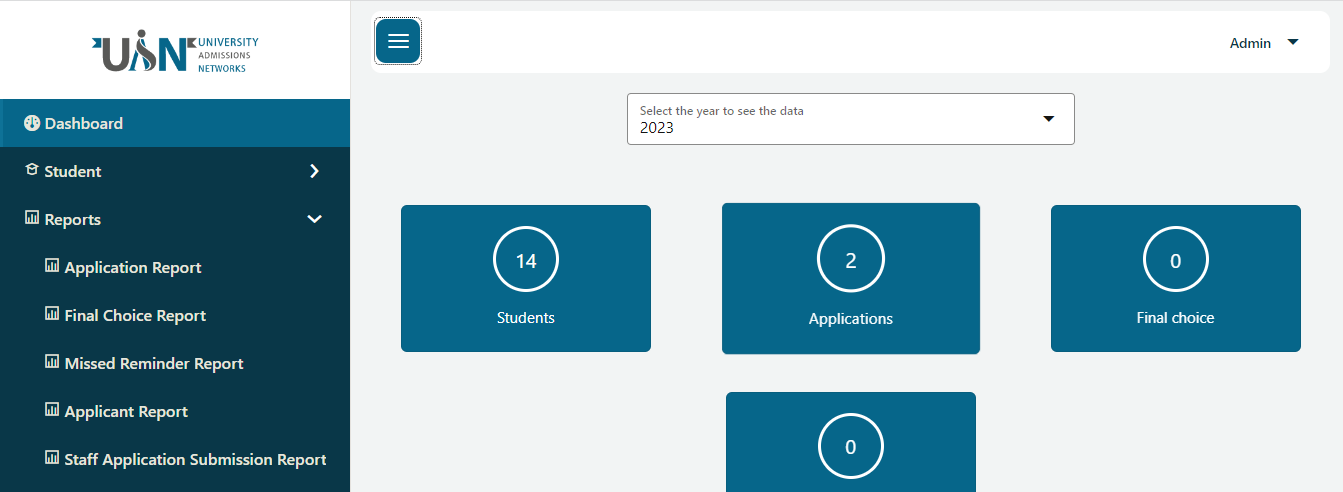 UAN UNIVERSITY
ADMISSIONS
NETWORKS
Dashboard
Student
Reports
Application Report
Final Choice Report
Missed Reminder Report
Applicant Report
Staff Application Submission Report
Admin
Select the year to see the data
2023
14
Students
2
Applications
0
Final choice
0